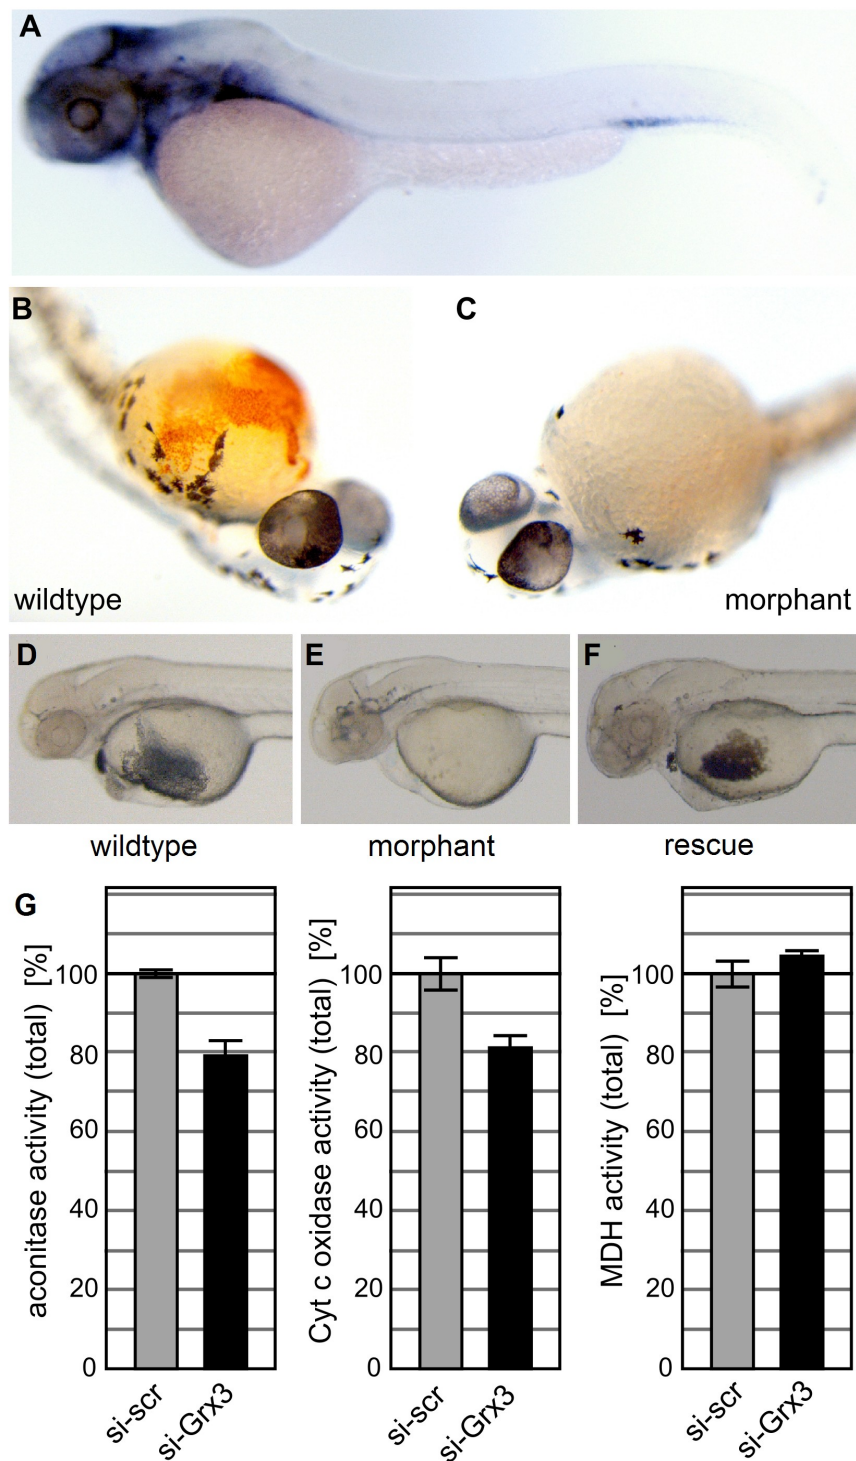 A
B
C
wildtype
morphant
D
E
F
wildtype
morphant
rescue
G
aconitase activity (total) [%]
100
80
60
40
20
0
si-scr
si-Grx3
Cyt c oxidase activity (total) [%]
100
80
60
40
20
0
si-scr
si-Grx3
MDH activity (total) [%]
100
80
60
40
20
0
si-scr
si-Grx3